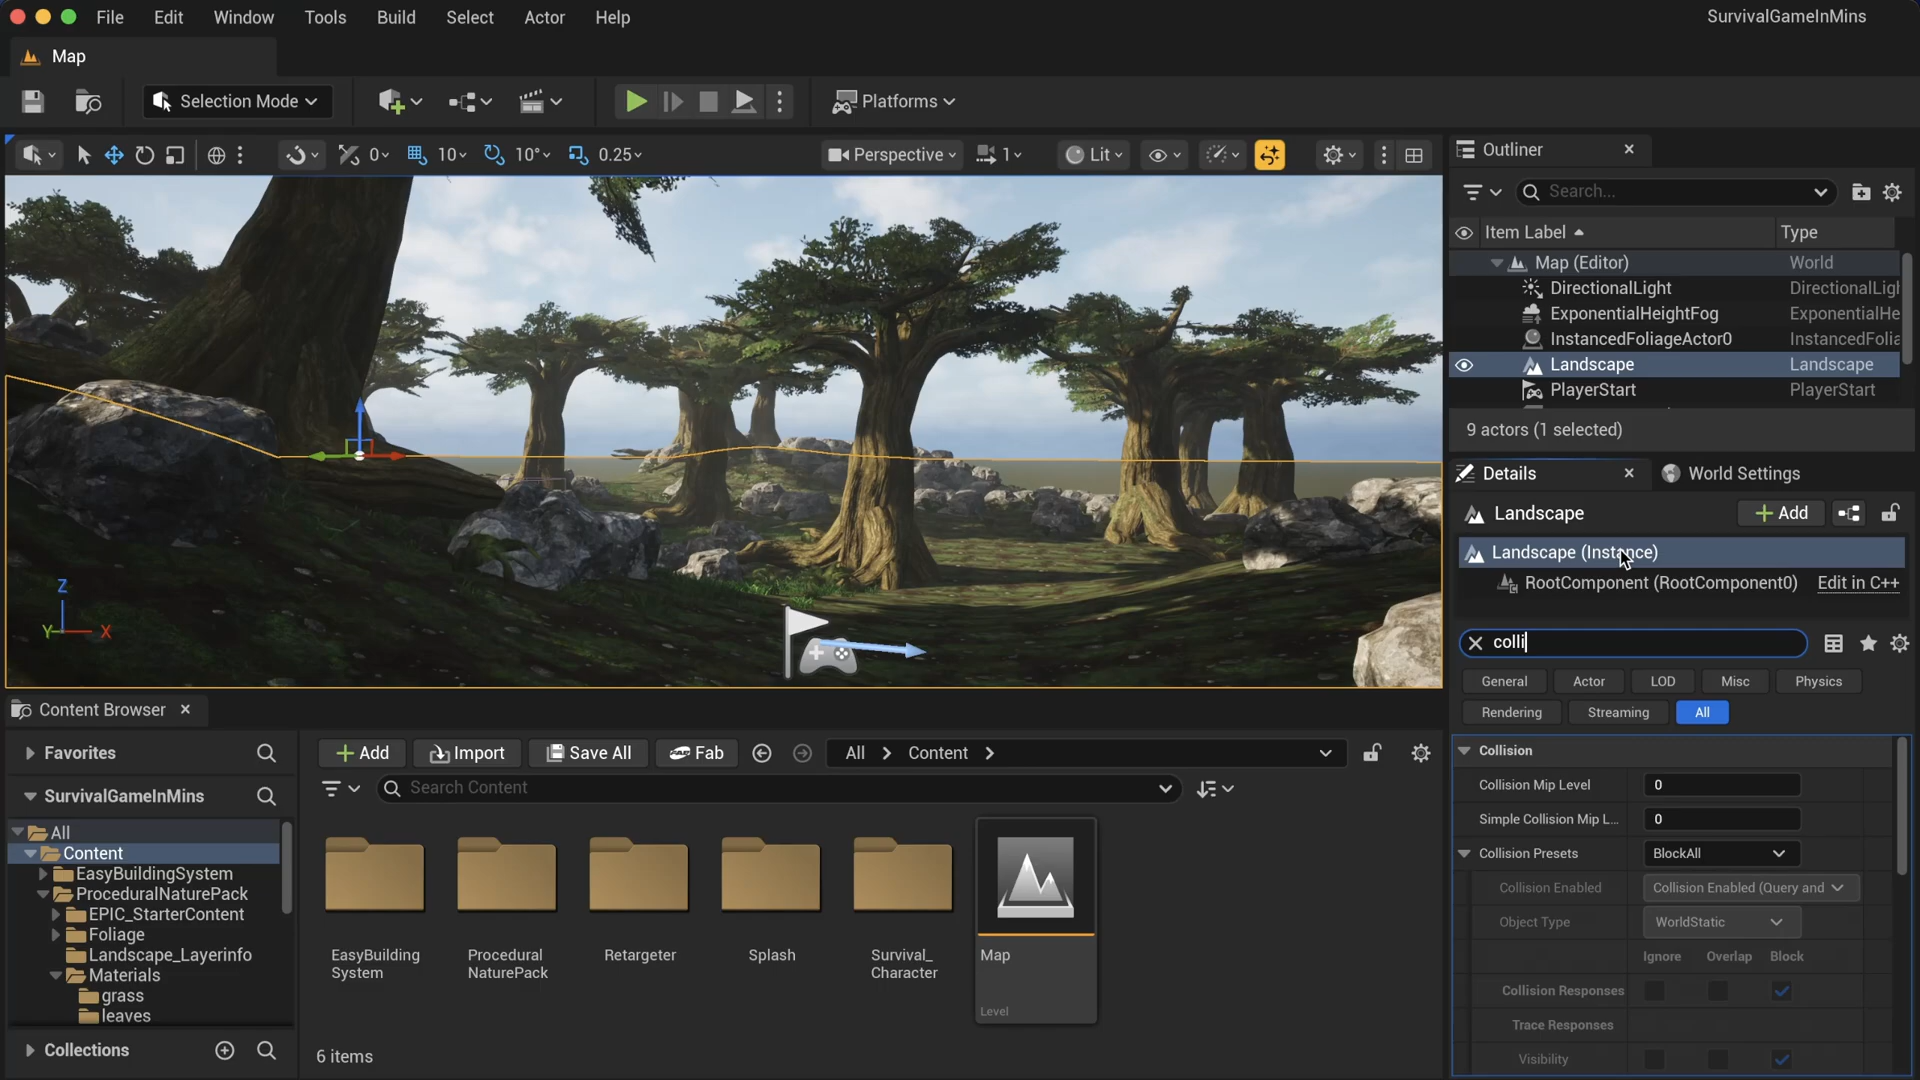 File Edit Window Tools Build Select Actor Help
SurvivalGameInMins
Map
Selection Mode
Platforms
0 10 10° 0.25
Perspective 1 Lit
Outliner
Search...
Item Label Type
Map (Editor) World
DirectionalLight DirectionalLigh
ExponentialHeightFog ExponentialHe
InstancedFoliageActor0 InstancedFolia
Landscape Landscape
PlayerStart PlayerStart
9 actors (1 selected)
Details World Settings
Landscape Add
Landscape (Instance)
RootComponent (RootComponent0) Edit in C++
colli
General Actor LOD Misc Physics
Rendering Streaming All
Collision
Collision Mip Level 0
Simple Collision Mip L... 0
Collision Presets BlockAll
Collision Enabled Collision Enabled (Query and
Object Type WorldStatic
Ignore Overlap Block
Collision Responses
Trace Responses
Visibility
Z
Y X
Content Browser
Favorites
SurvivalGameInMins
All
Content
EasyBuildingSystem
ProceduralNaturePack
EPIC_StarterContent
Foliage
Landscape_Layerinfo
Materials
grass
leaves
Collections
Add Import Save All Fab All Content
Search Content
EasyBuilding
System
Procedural
NaturePack
Retargeter
Splash
Survival_
Character
Map
Level
6 items